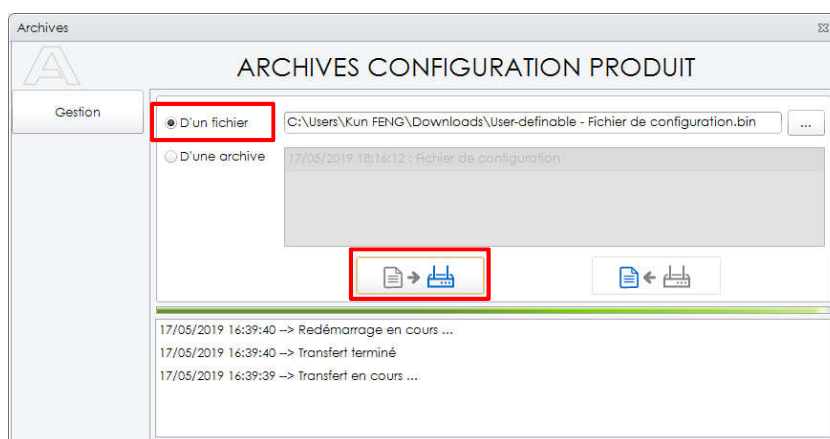 Archives
ARCHIVES CONFIGURATION PRODUIT
Gestion
D'un fichier
C:\Users\Kun FENG\Downloads\User-definable - Fichier de configuration.bin
...
D'une archive
17/05/2019 18:16:12 : Fichier de configuration
17/05/2019 16:39:40 --> Redémarrage en cours ...
17/05/2019 16:39:40 --> Transfert terminé
17/05/2019 16:39:39 --> Transfert en cours ...